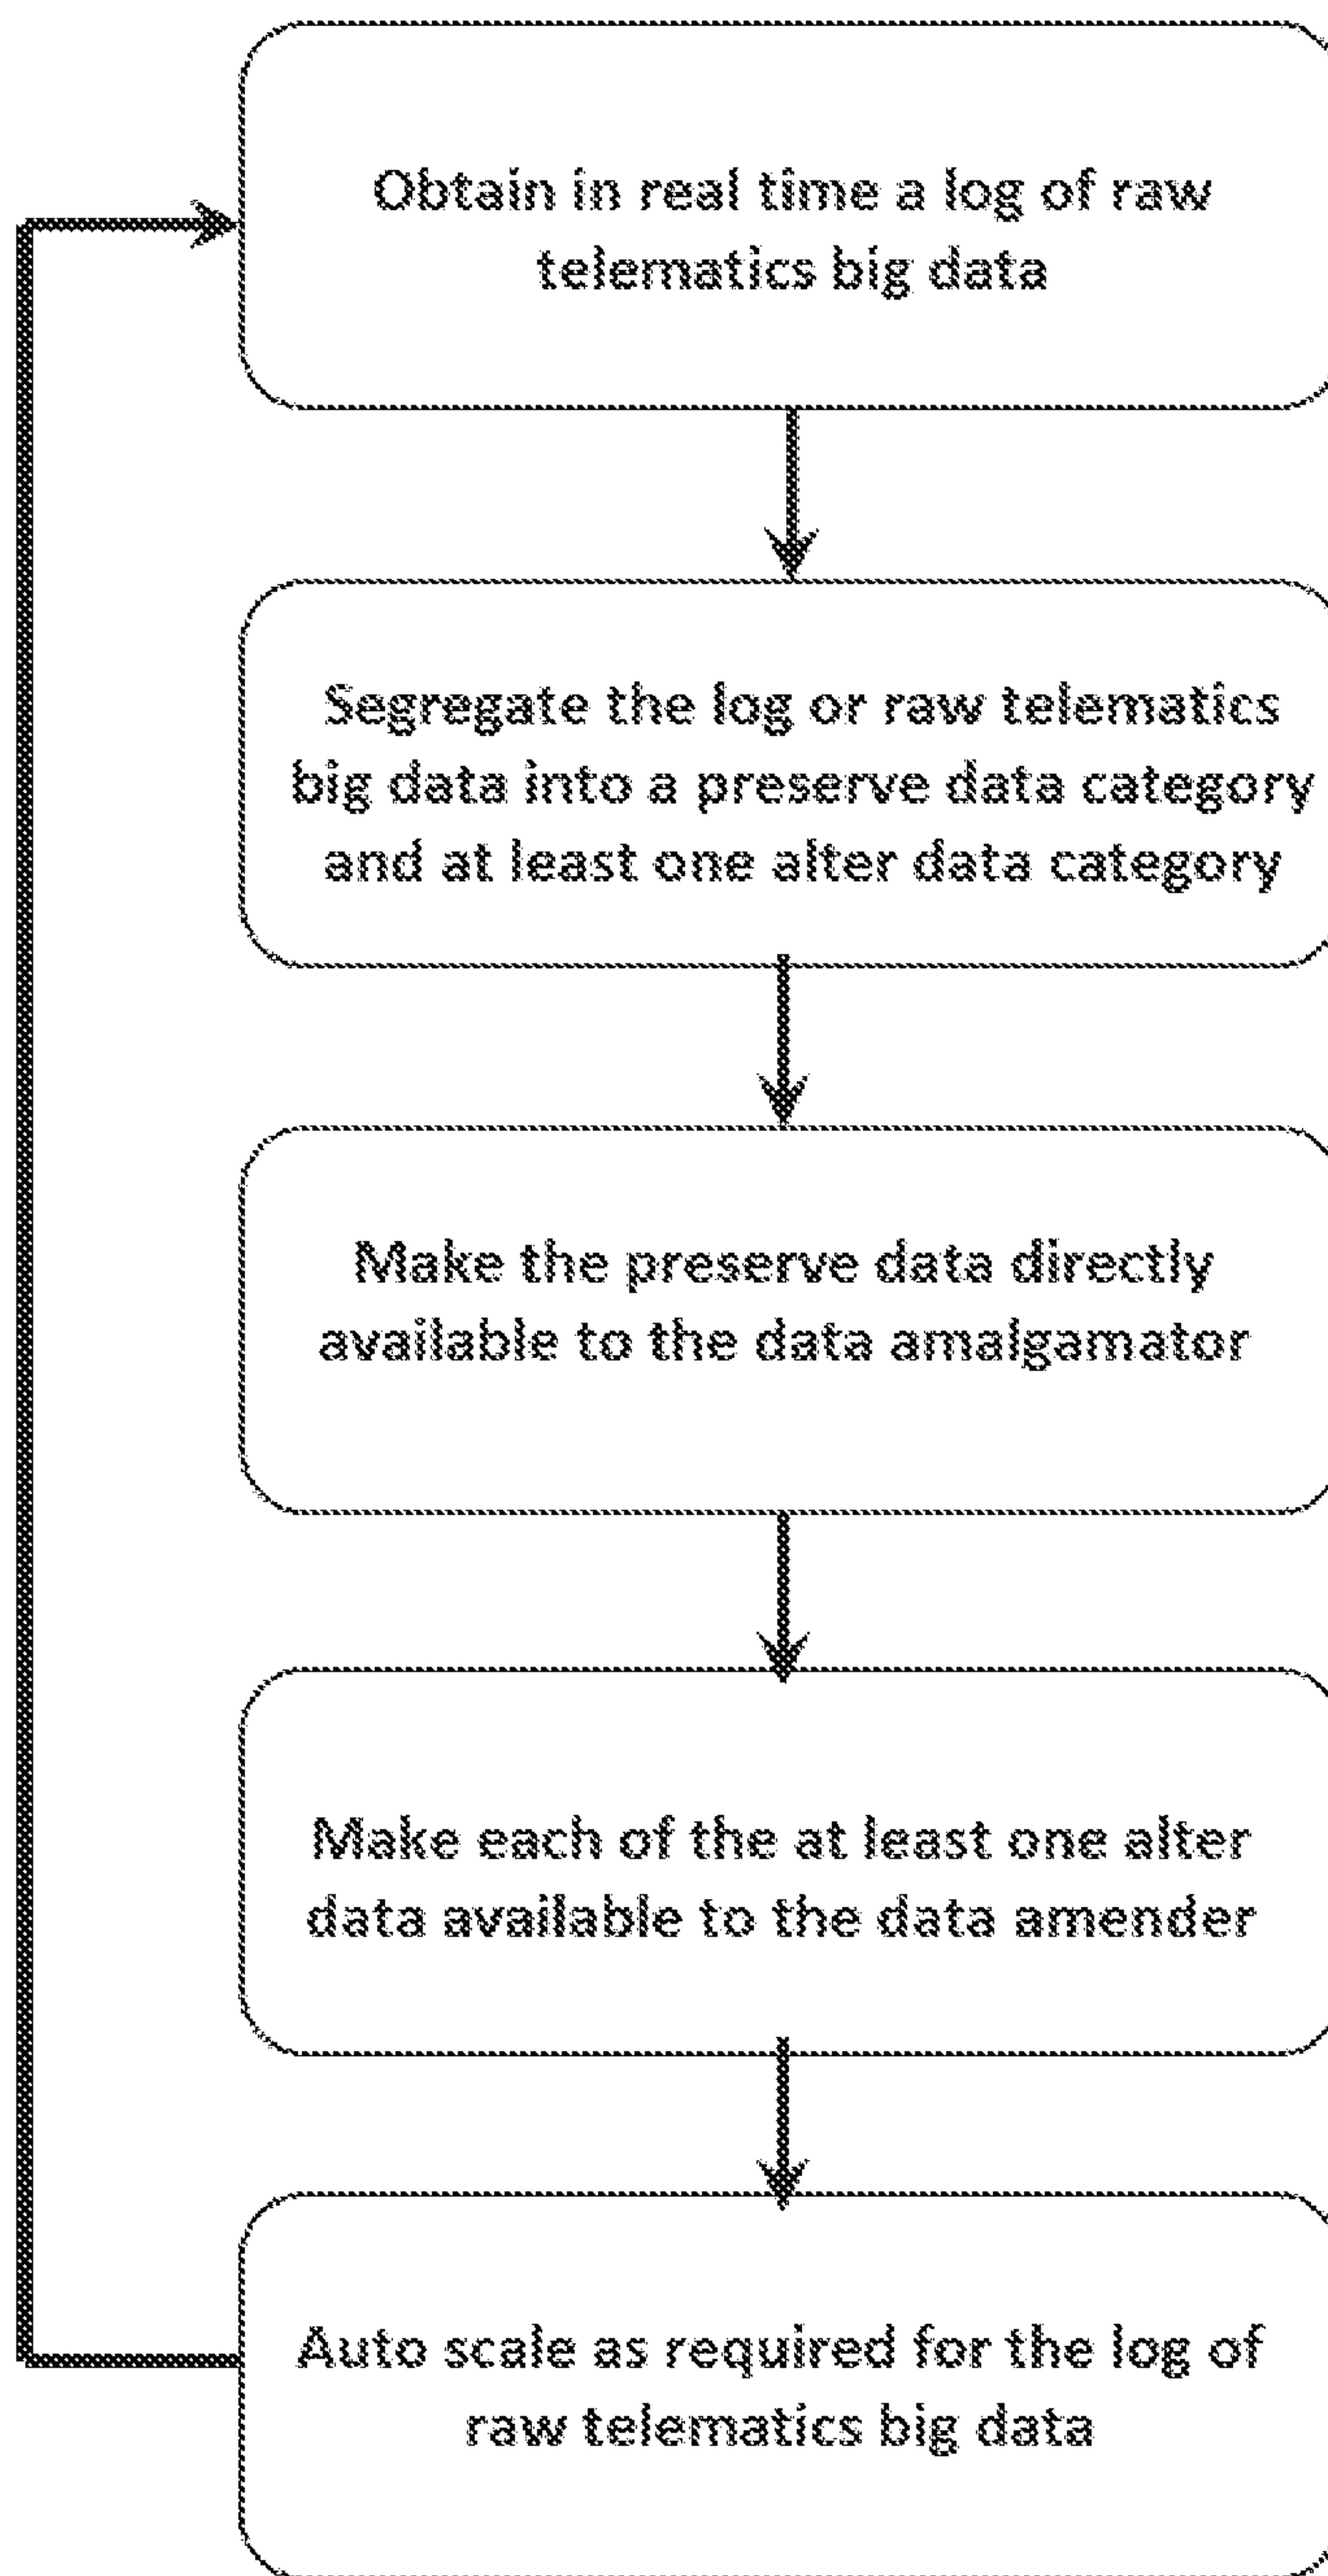 Obtain in real time a log of raw
telematics big data
Segregate the log or raw telematics
big data into a preserve data category
and at least one alter data category
Make the preserve data directly
available to the data amalgamator
Make each of the at least one alter
data available to the data amender
Auto scale as required for the log of
raw telematics big data